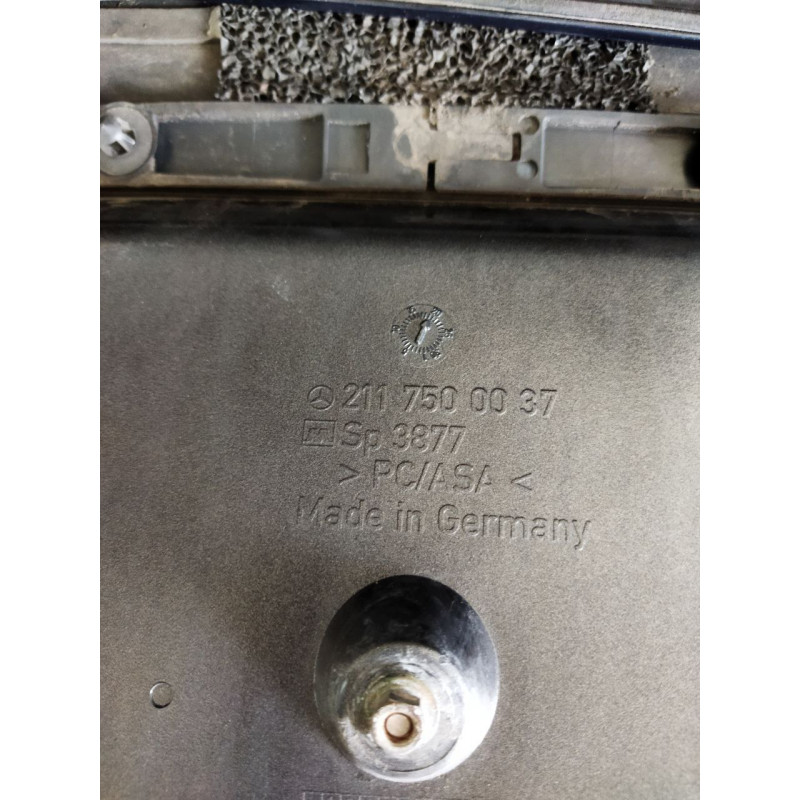 211 750 00 37
Sp 3877
> PC/ASA <
Made in Germany